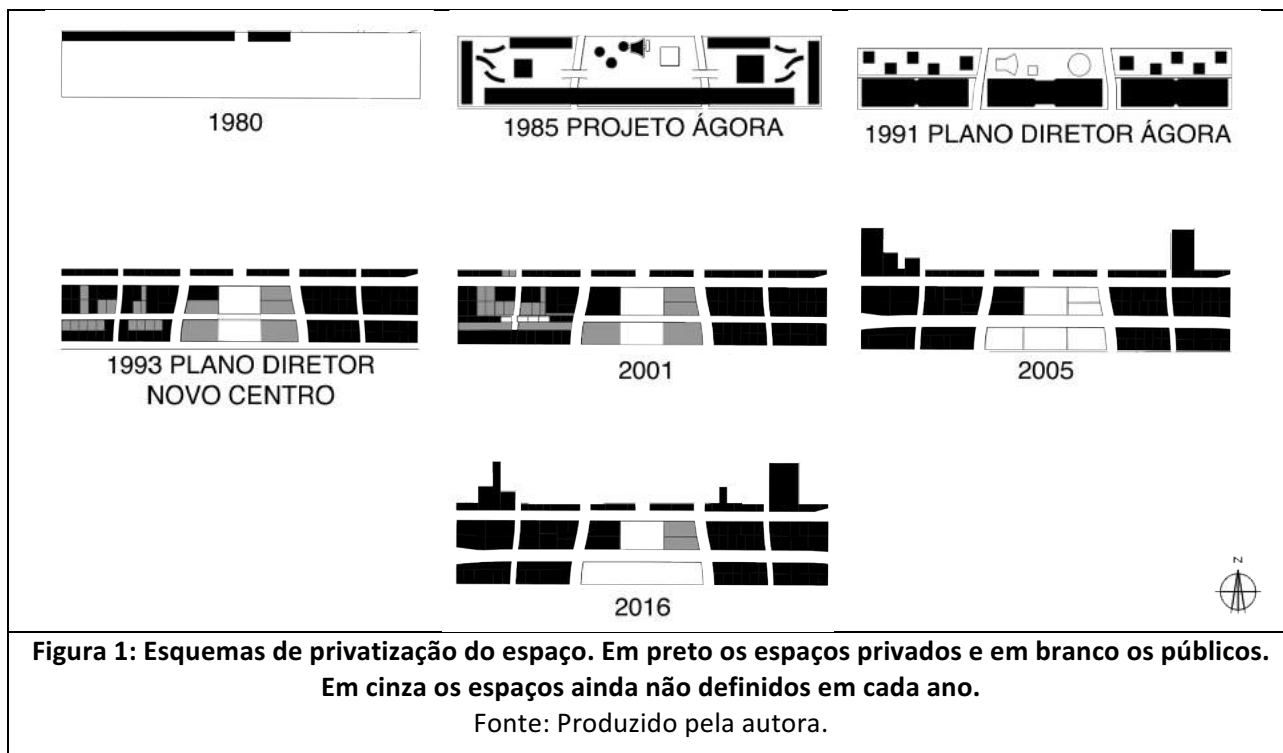 1980
1985 PROJETO ÁGORA
1991 PLANO DIRETOR ÁGORA
1993 PLANO DIRETOR
NOVO CENTRO
2001
2005
2016
N
Figura 1: Esquemas de privatização do espaço. Em preto os espaços privados e em branco os públicos.
Em cinza os espaços ainda não definidos em cada ano.
Fonte: Produzido pela autora.